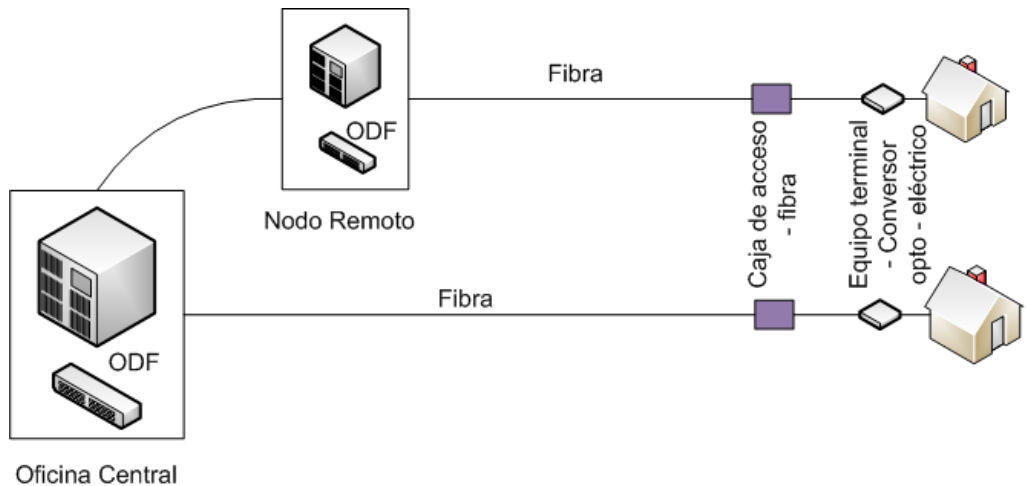 Fibra
ODF
Nodo Remoto
Caja de acceso
- fibra
Equipo terminal
- Conversor
opto - eléctrico
Fibra
ODF
Oficina Central